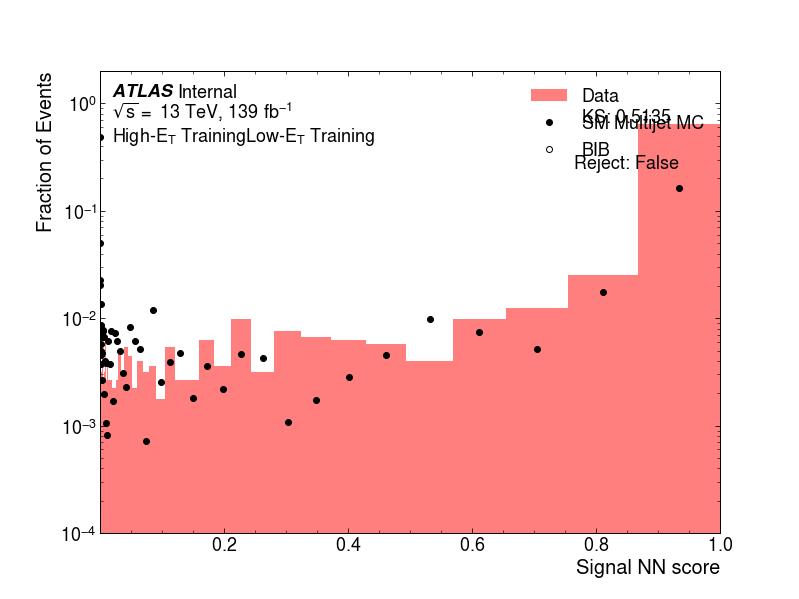 ATLAS Internal
√s = 13 TeV, 139 fb⁻¹
High-E_T TrainingLow-E_T Training
Data
KS: 0.5135
SM Multijet MC
BIB
Reject: False
Fraction of Events
10⁰
10⁻¹
10⁻²
10⁻³
10⁻⁴
0.2 0.4 0.6 0.8 1.0
Signal NN score